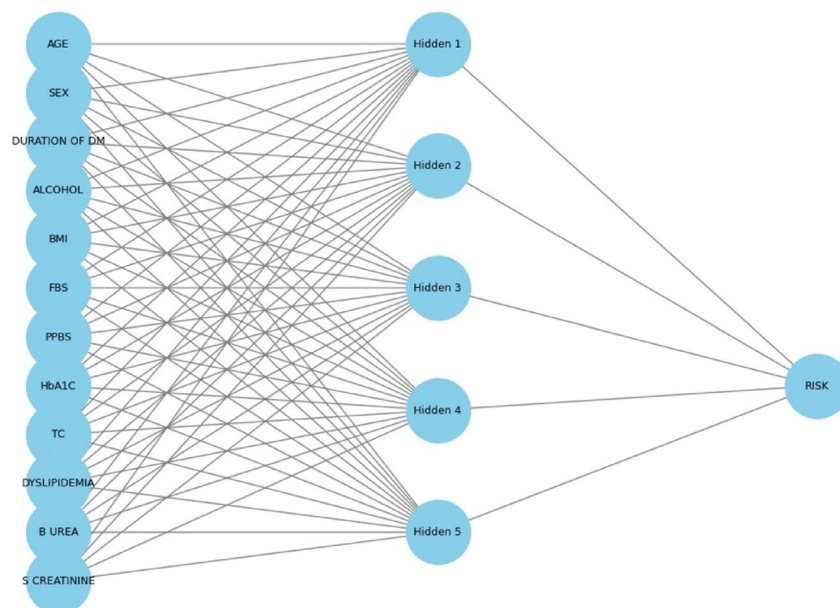 AGE
SEX
DURATION OF DM
ALCOHOL
BMI
FBS
PPBS
HbA1C
TC
DYSLIPIDEMIA
B UREA
S CREATININE
Hidden 1
Hidden 2
Hidden 3
Hidden 4
Hidden 5
RISK